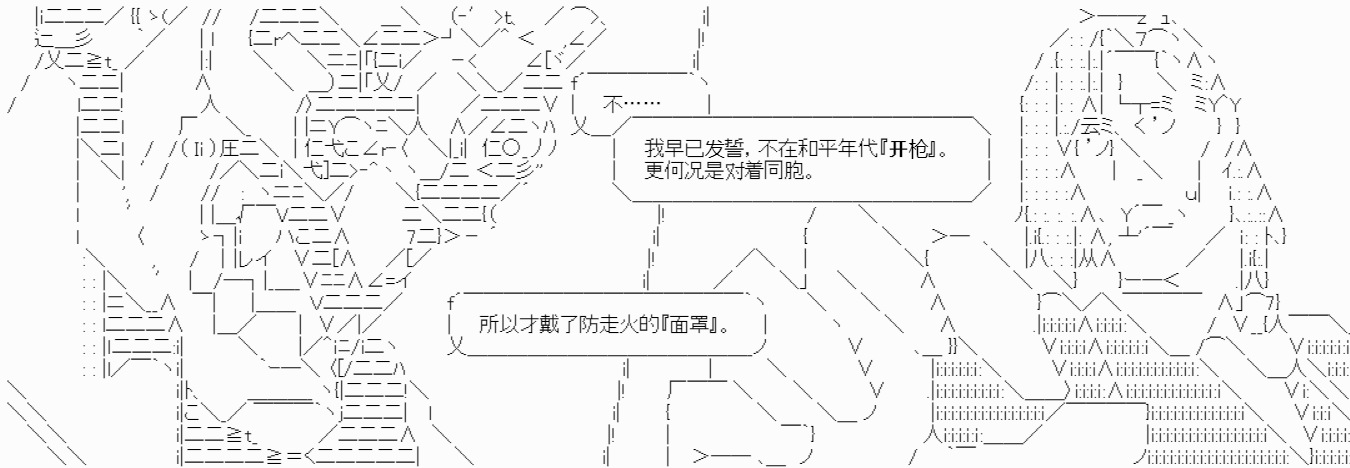 不……
我早已发誓，不在和平年代『开枪』。
更何况是对着同胞。
所以才戴了防走火的『面罩』。